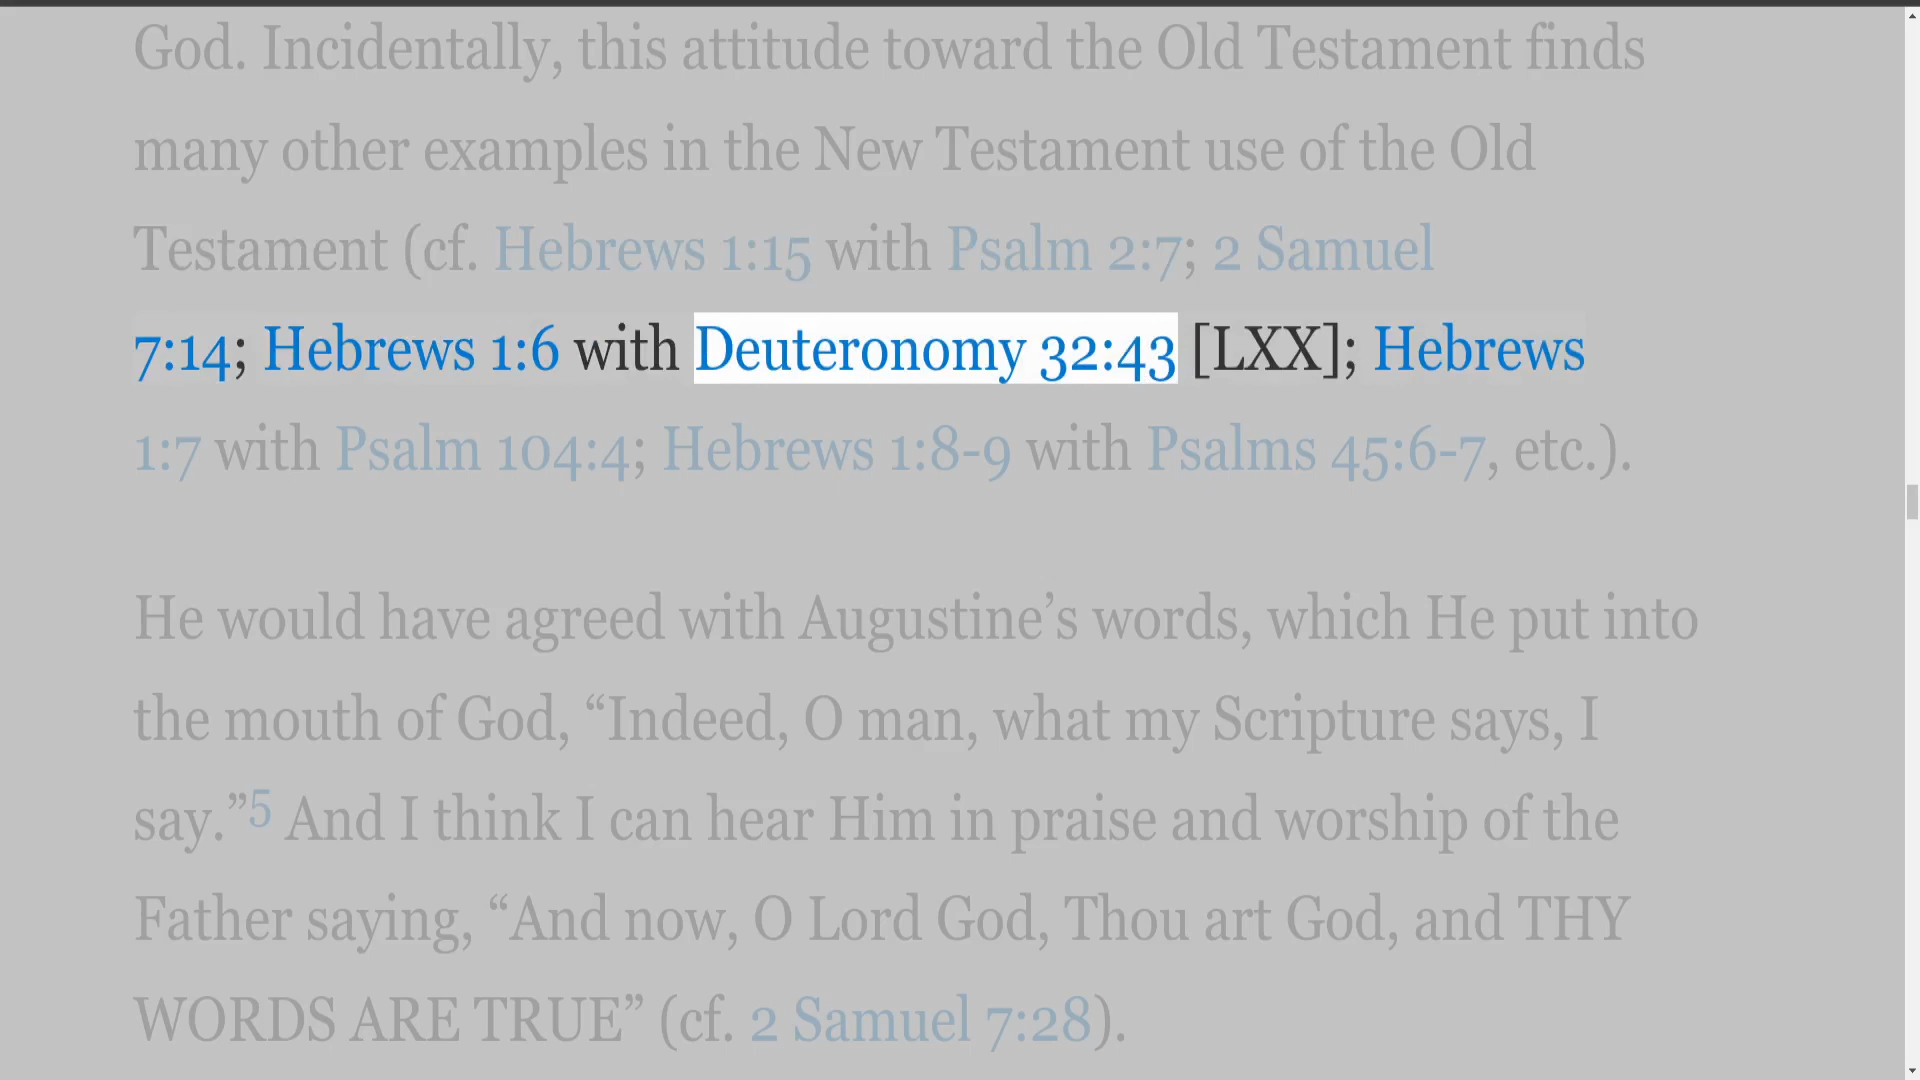 God. Incidentally, this attitude toward the Old Testament finds
many other examples in the New Testament use of the Old
Testament (cf. Hebrews 1:15 with Psalm 2:7; 2 Samuel
7:14; Hebrews 1:6 with Deuteronomy 32:43 [LXX]; Hebrews
1:7 with Psalm 104:4; Hebrews 1:8-9 with Psalms 45:6-7, etc.).
He would have agreed with Augustine’s words, which He put into
the mouth of God, “Indeed, O man, what my Scripture says, I
say.”5 And I think I can hear Him in praise and worship of the
Father saying, “And now, O Lord God, Thou art God, and THY
WORDS ARE TRUE” (cf. 2 Samuel 7:28).